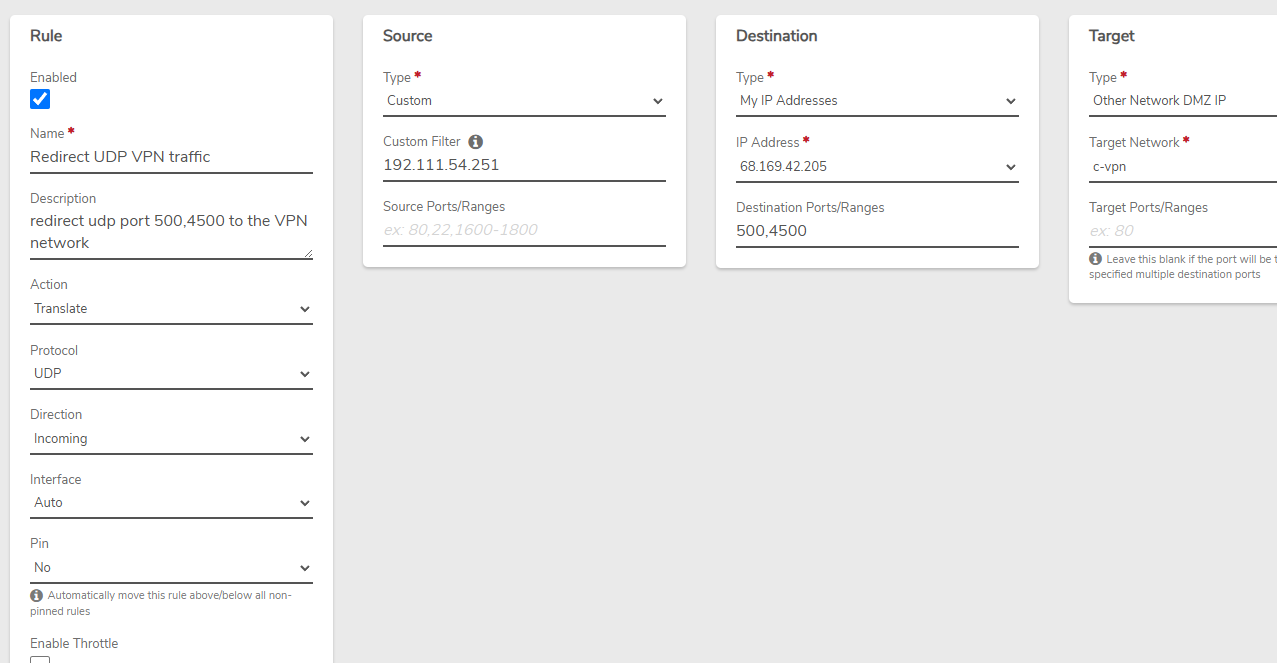 Rule
Enabled
Name *
Redirect UDP VPN traffic
Description
redirect udp port 500,4500 to the VPN
network
Action
Translate
Protocol
UDP
Direction
Incoming
Interface
Auto
Pin
No
Automatically move this rule above/below all non-
pinned rules
Enable Throttle
Source
Type *
Custom
Custom Filter
192.111.54.251
Source Ports/Ranges
ex: 80,22,1600-1800
Destination
Type *
My IP Addresses
IP Address *
68.169.42.205
Destination Ports/Ranges
500,4500
Target
Type *
Other Network DMZ IP
Target Network *
c-vpn
Target Ports/Ranges
ex: 80
Leave this blank if the port will be
specified multiple destination ports